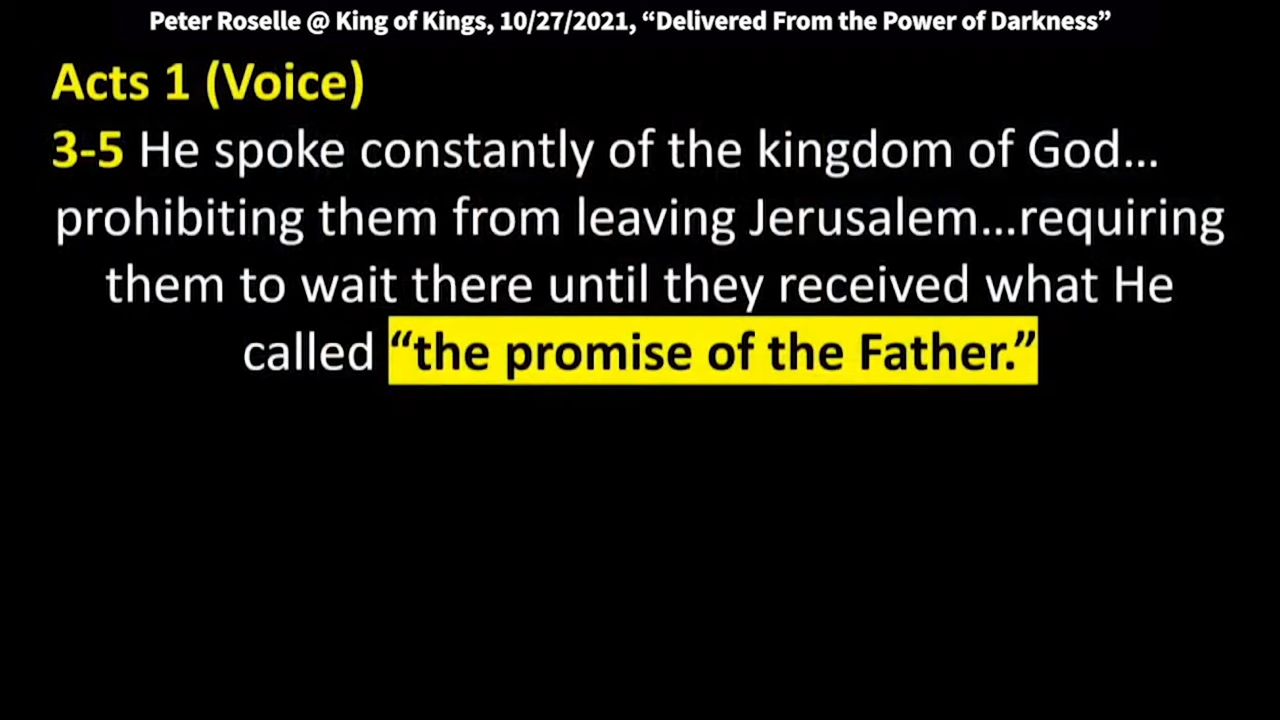 Peter Roselle @ King of Kings, 10/27/2021, “Delivered From the Power of Darkness”
Acts 1 (Voice)
3-5 He spoke constantly of the kingdom of God…
prohibiting them from leaving Jerusalem…requiring
them to wait there until they received what He
called “the promise of the Father.”